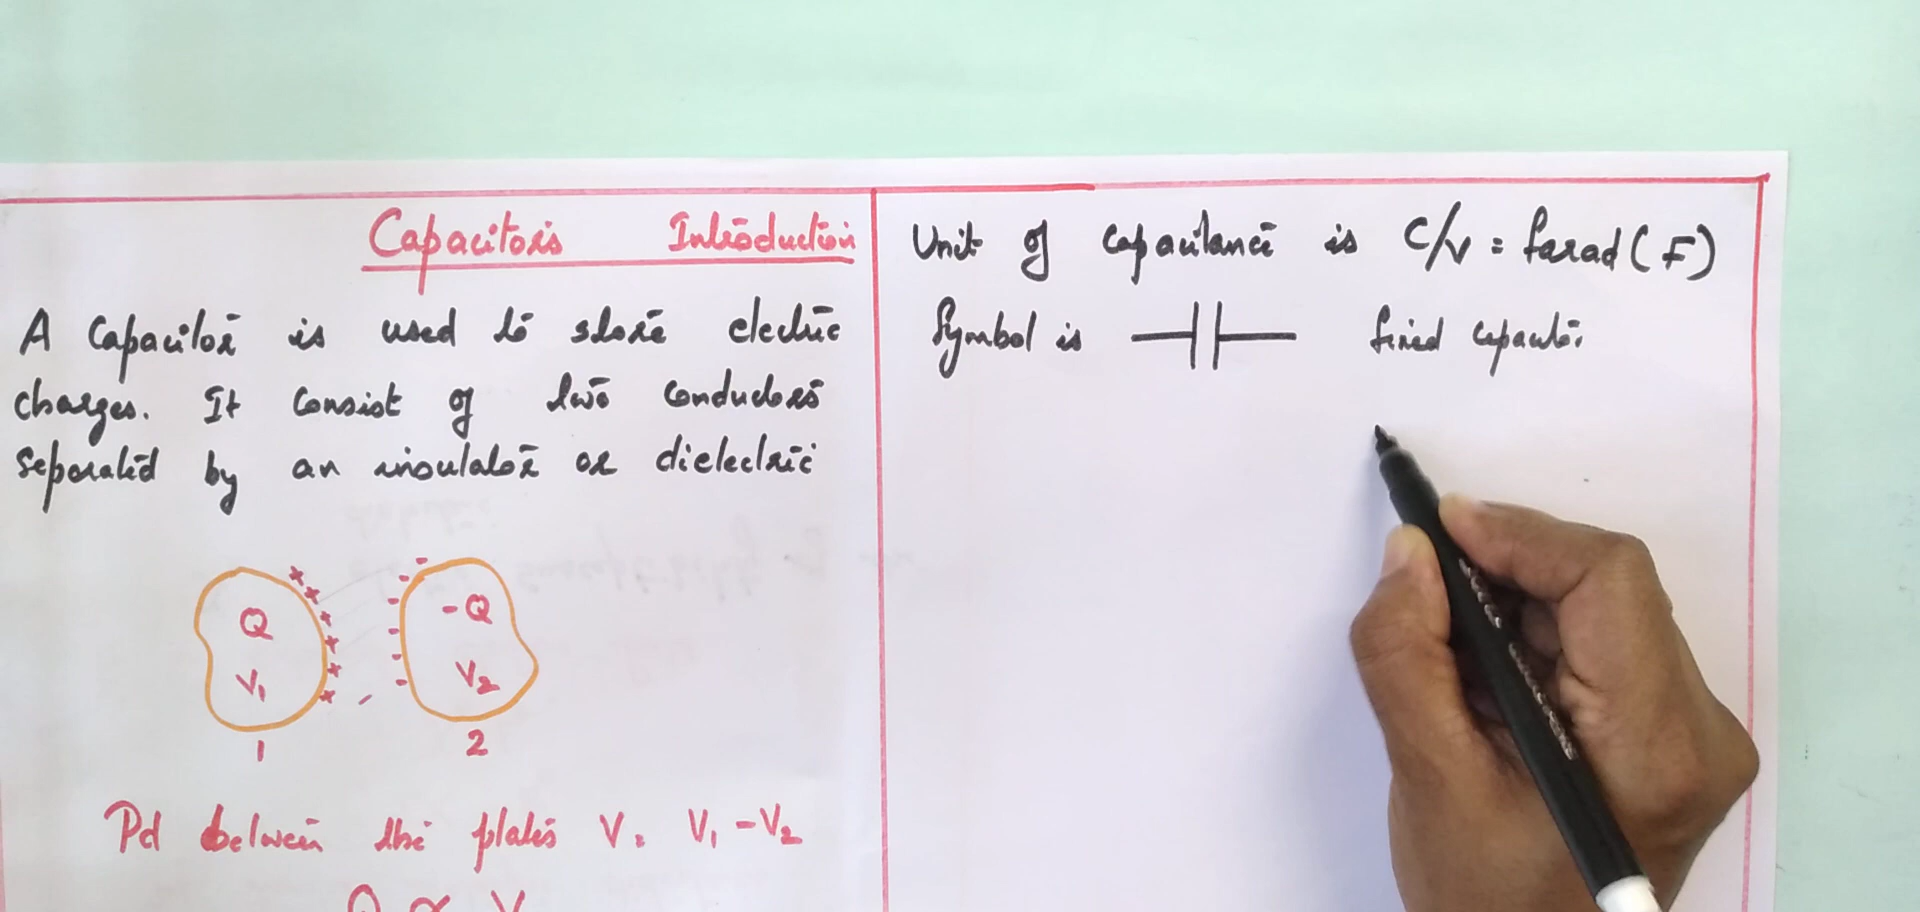 Capacitors Introduction
A Capacitor is used to store electric
charges. It consist of two conductors
separated by an insulator or dielectric
+ + + + + +
- - - - - -
Q
V₁
1
-Q
V₂
2
Pd between the plates V = V₁ - V₂
Q ∝ V
Unit of capacitance is C/V = farad (F)
Symbol is fixed capacitor